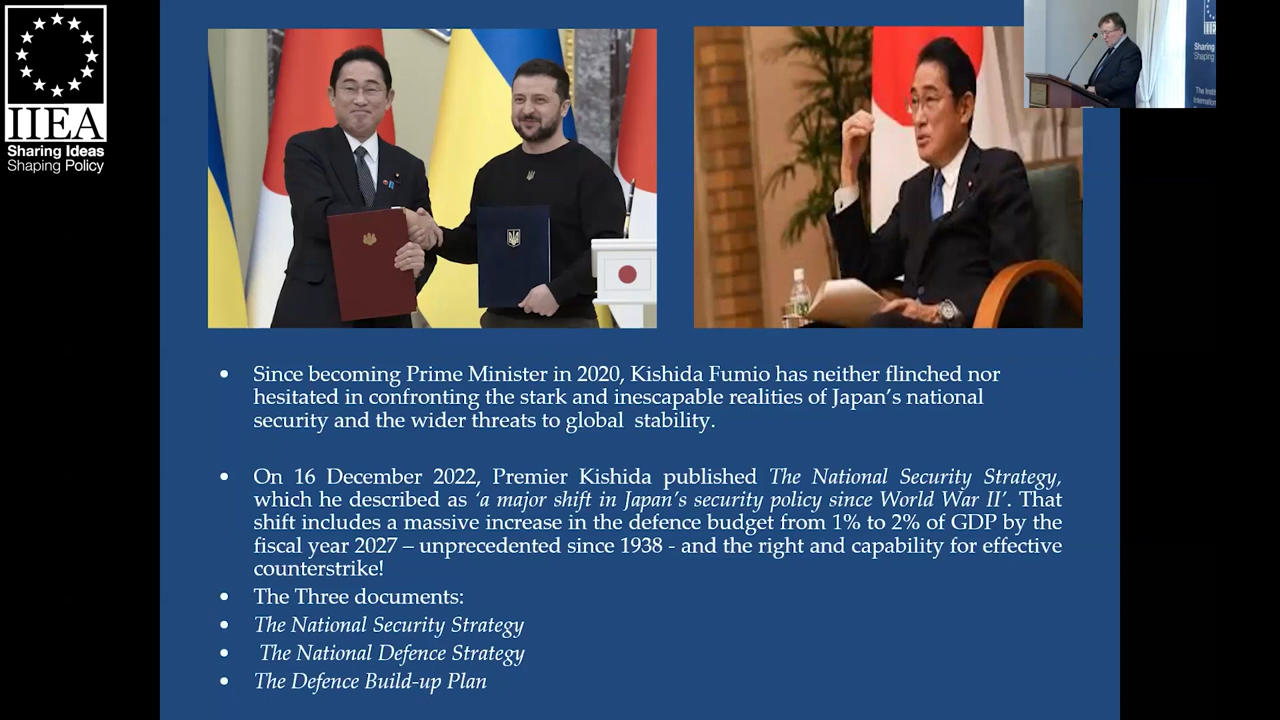 IIEA
Sharing Ideas
Shaping Policy
Sharing
Shaping
The Instit
Internation
Since becoming Prime Minister in 2020, Kishida Fumio has neither flinched nor
hesitated in confronting the stark and inescapable realities of Japan's national
security and the wider threats to global stability.
On 16 December 2022, Premier Kishida published The National Security Strategy,
which he described as 'a major shift in Japan's security policy since World War II'. That
shift includes a massive increase in the defence budget from 1% to 2% of GDP by the
fiscal year 2027 – unprecedented since 1938 - and the right and capability for effective
counterstrike!
The Three documents:
The National Security Strategy
The National Defence Strategy
The Defence Build-up Plan